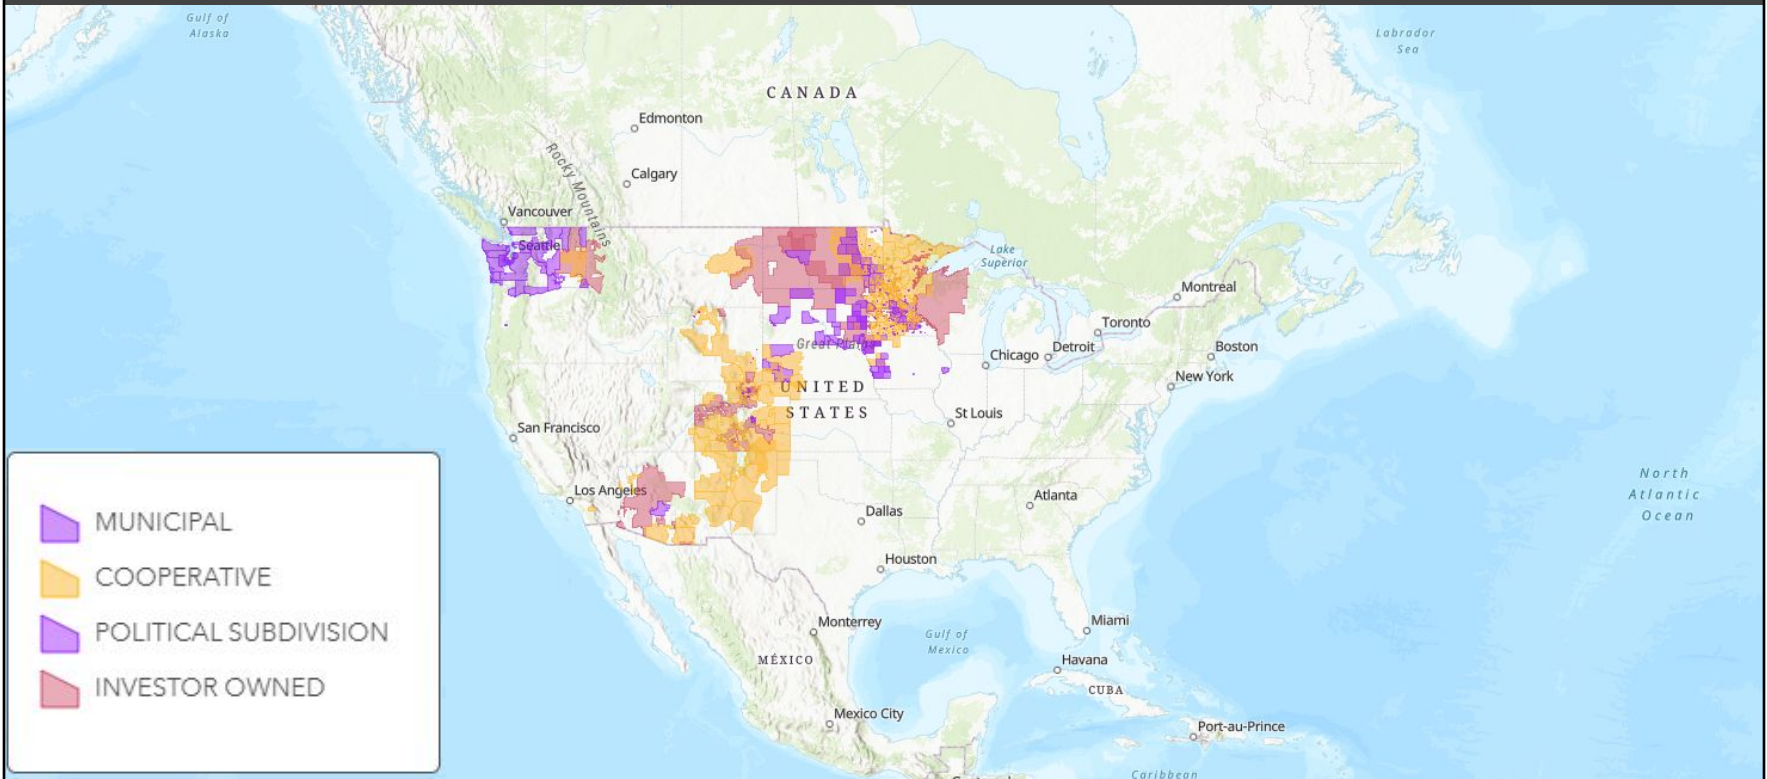 Gulf of
Alaska
Labrador
Sea
CANADA
Edmonton
Rocky Mountains
Calgary
Vancouver
Seattle
Lake
Superior
Montreal
Toronto
Great Plains
Chicago
Detroit
Boston
New York
UNITED
STATES
St Louis
San Francisco
Los Angeles
Atlanta
Dallas
North
Atlantic
Ocean
Houston
MUNICIPAL
COOPERATIVE
POLITICAL SUBDIVISION
INVESTOR OWNED
Monterrey
Gulf of
Mexico
Miami
MÉXICO
Havana
CUBA
Mexico City
Port-au-Prince
Caribbean